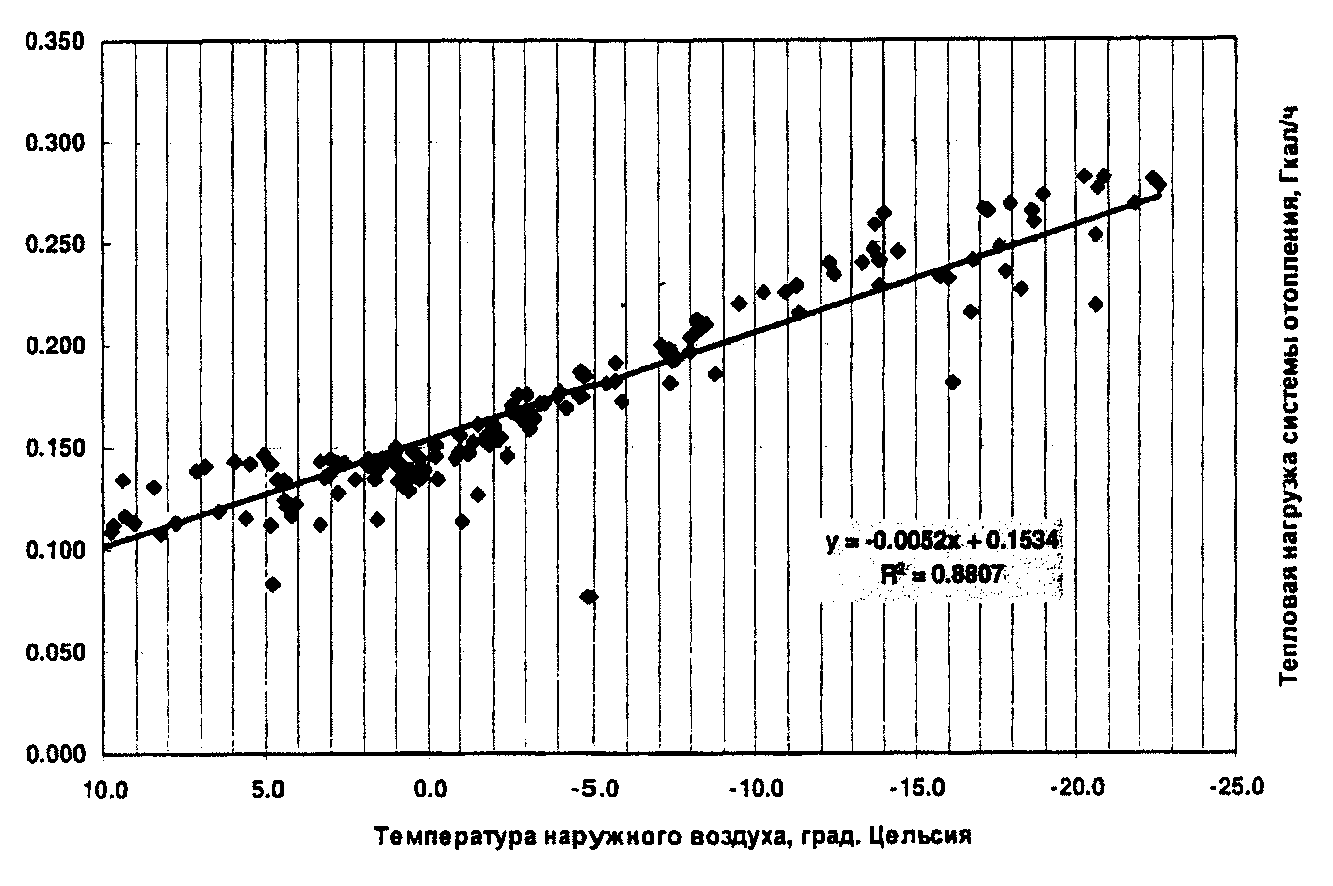 0.350
0.300
0.250
0.200
0.150
0.100
0.050
0.000
10.0 5.0 0.0 -5.0 -10.0 -15.0 -20.0 -25.0
Температура наружного воздуха, град. Цельсия
Тепловая нагрузка системы отопления, Гкал/ч
y = -0.0052x + 0.1534
R² = 0.8807